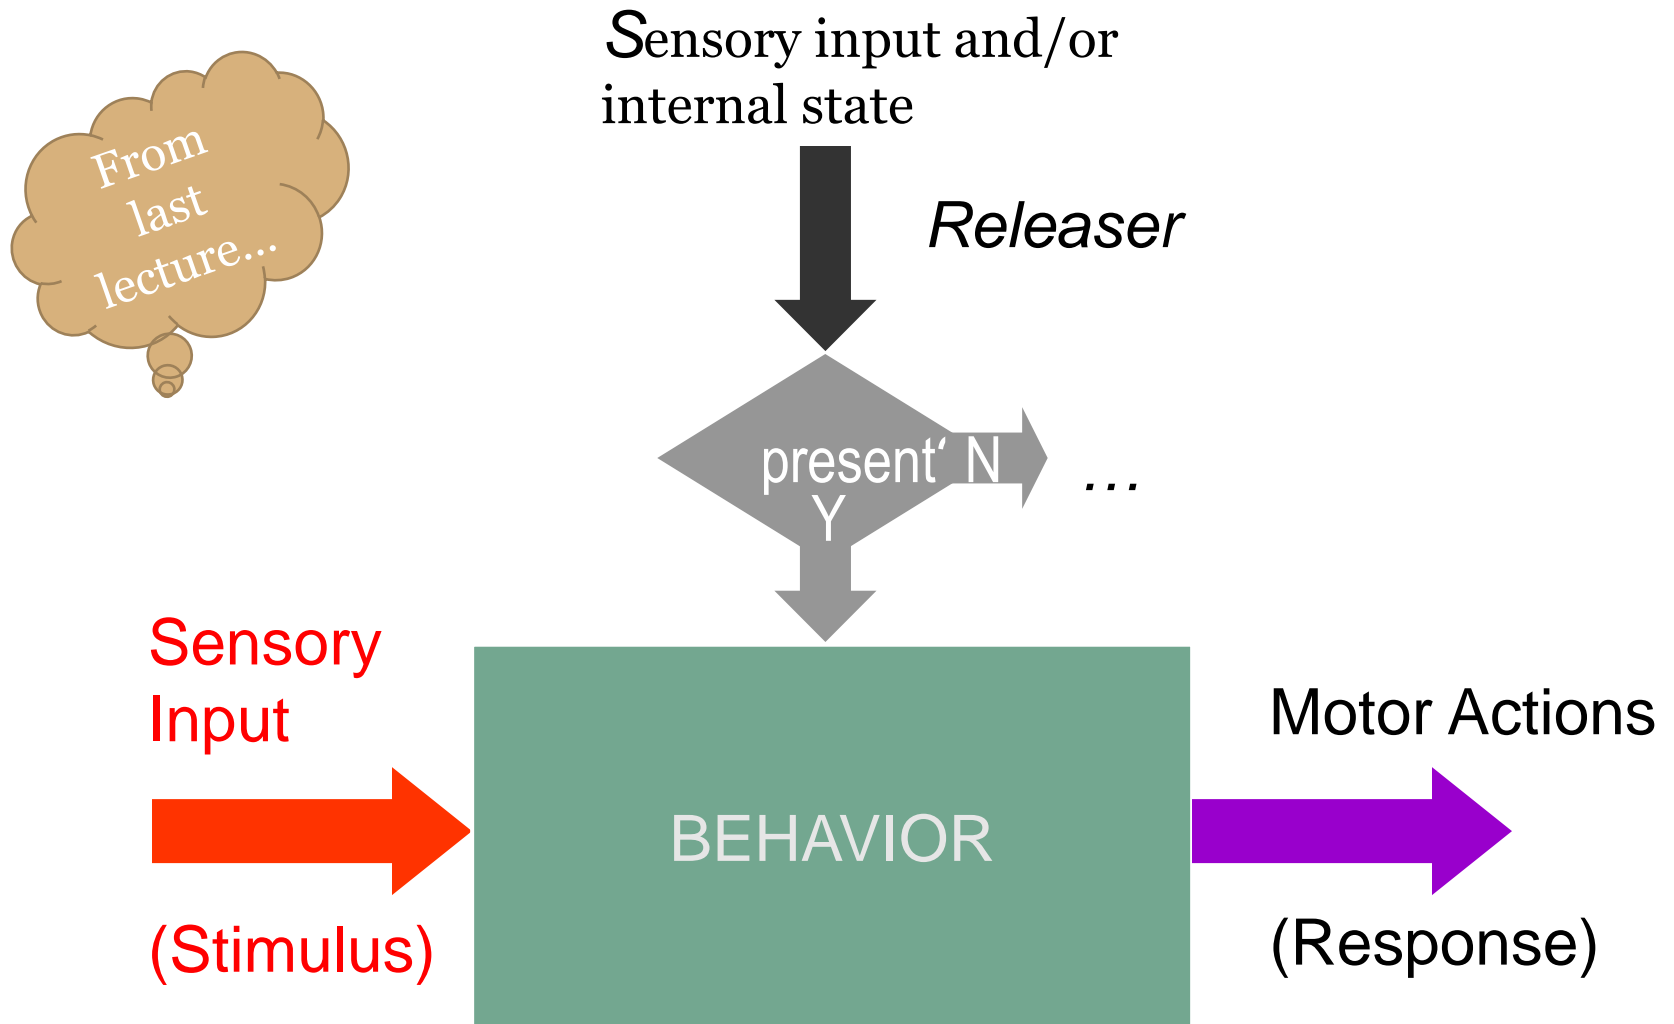 Sensory input and/or
internal state
From
last
lecture...
Releaser
present‘ N
Y
...
Sensory
Input
Motor Actions
BEHAVIOR
(Stimulus)
(Response)